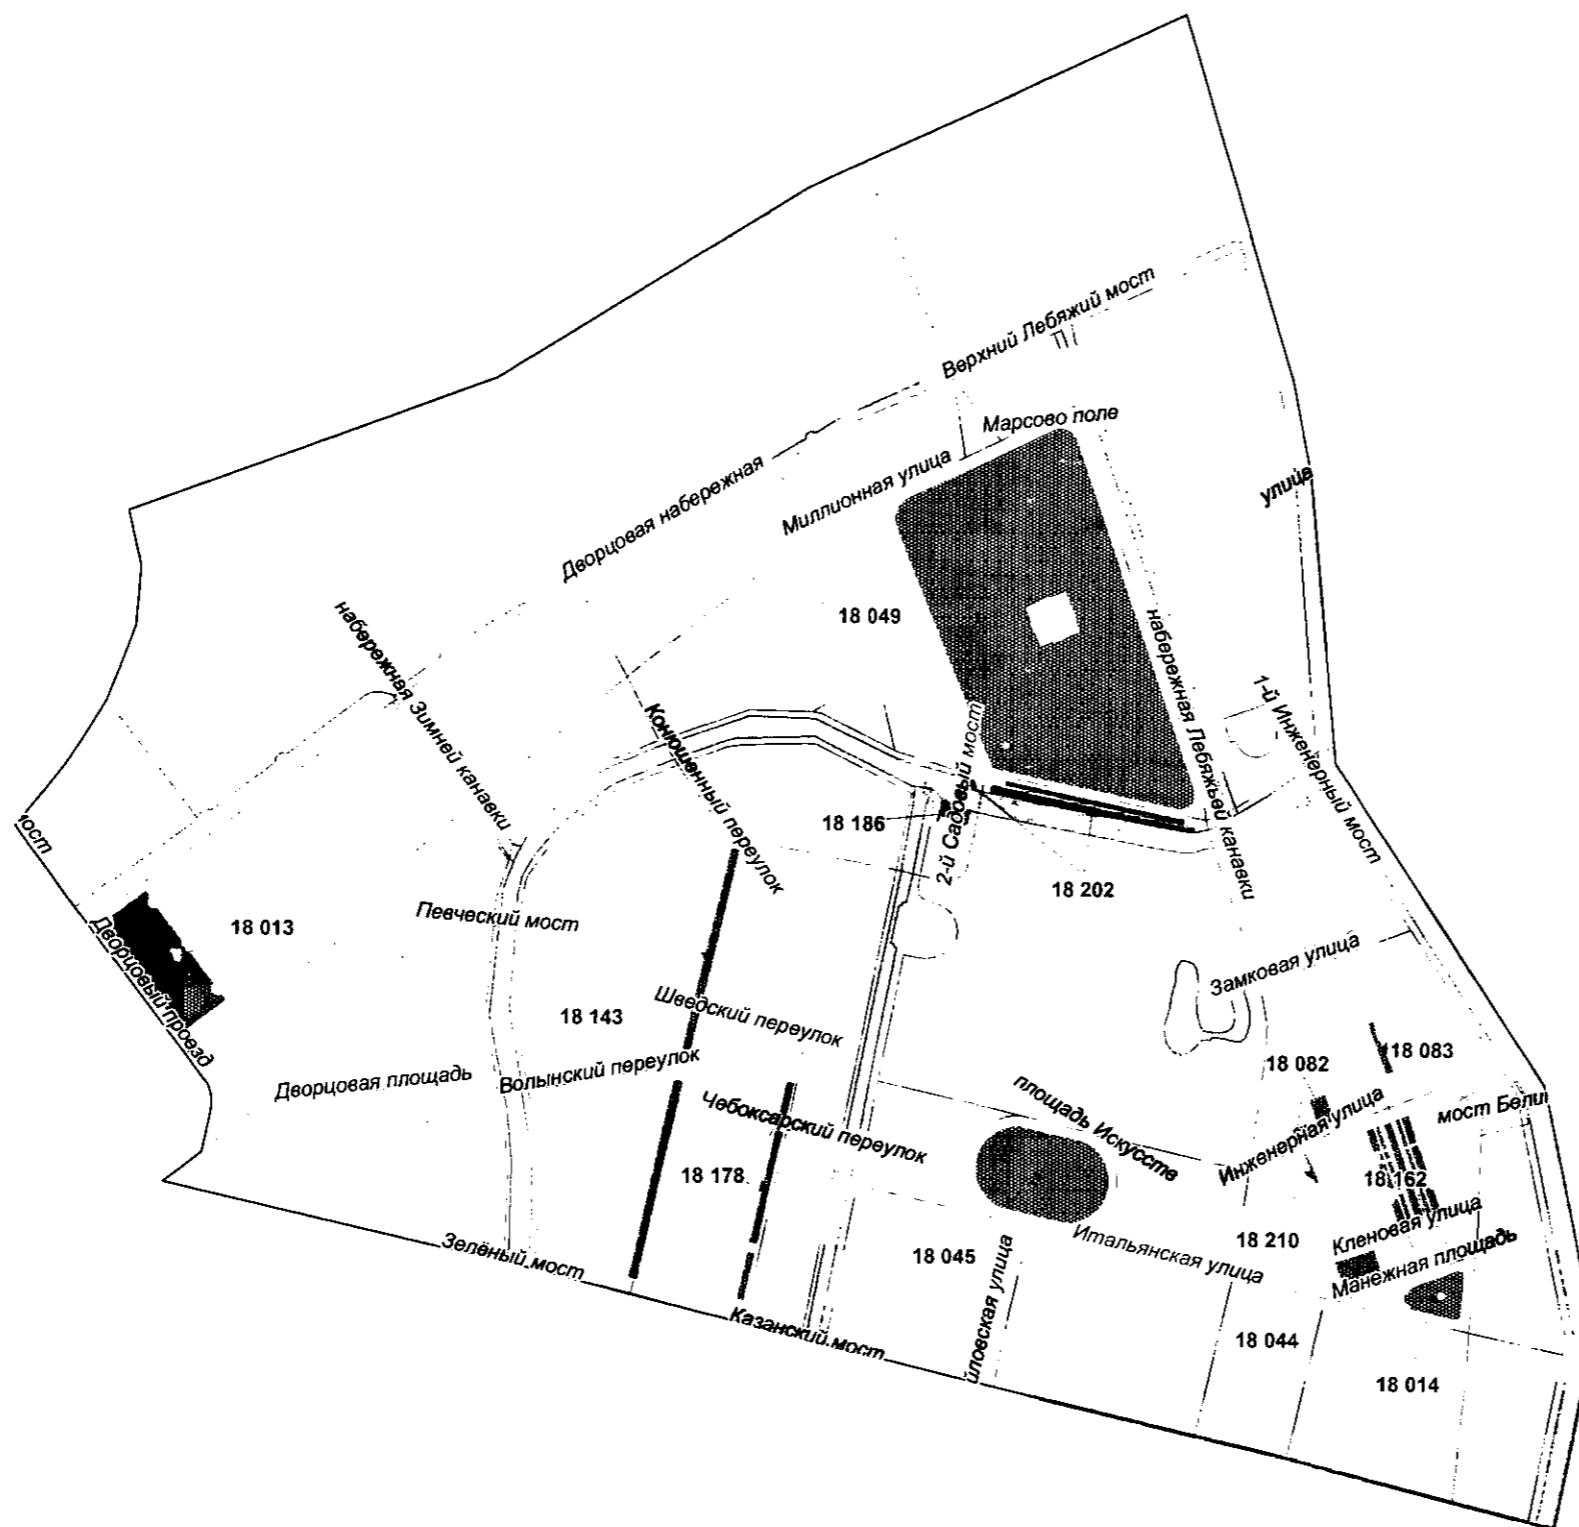 Верхний Лебяжий мост
Марсово поле
Миллионная улица
Дворцовая набережная
улица
18 049
набережная Зимней канавки
набережная Лебяжьей канавки
1-й Инженерный мост
Конюшенный переулок
2-й Садовый мост
18 186
18 202
мост
18 013
Певческий мост
Дворцовый проезд
Замковая улица
Шведский переулок
18 143
18 082
18 083
Дворцовая площадь
Волынский переулок
площадь Искусств
Чебоксарский переулок
Инженерная улица
мост Бели
18 178
18 162
Кленовая улица
Зелёный мост
18 045
Итальянская улица
18 210
Манежная площадь
йловская улица
Казанский мост
18 044
18 014